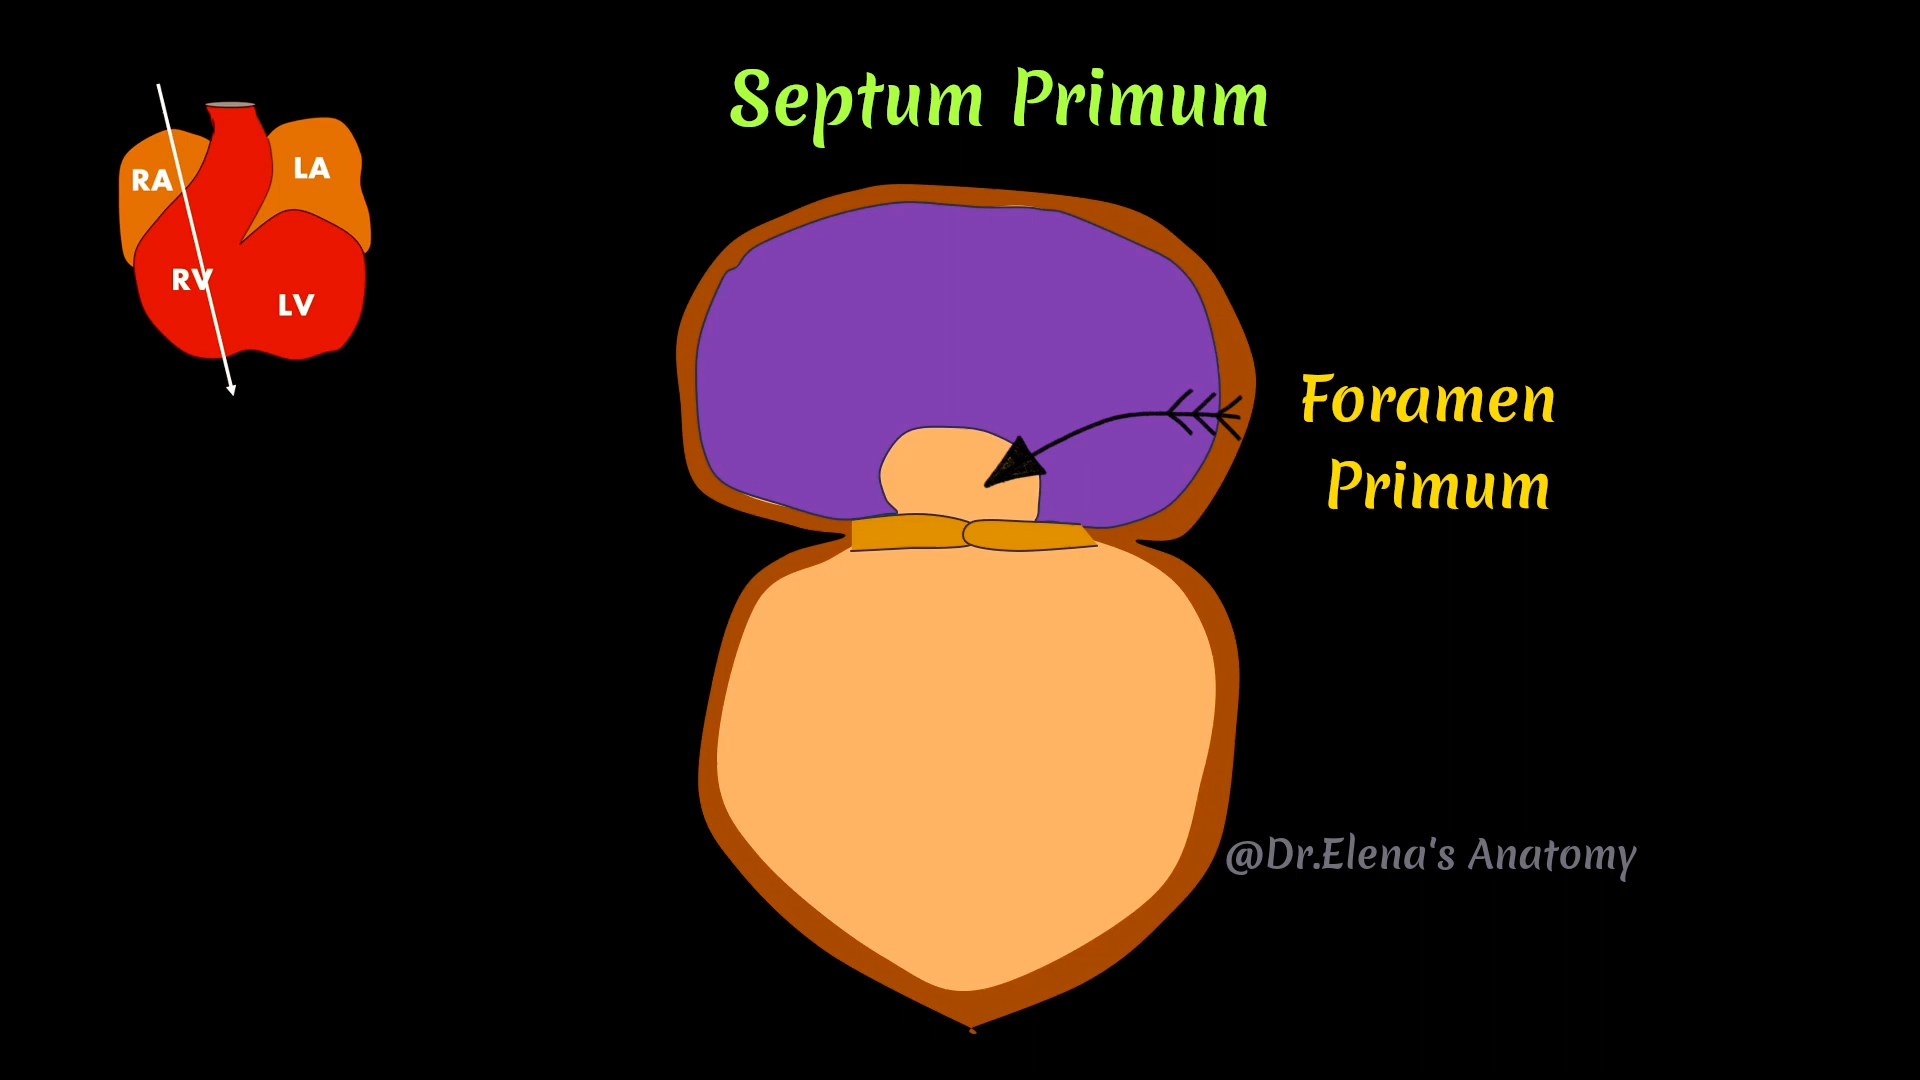 Septum Primum
RA
LA
RV
LV
Foramen
Primum
@Dr.Elena's Anatomy